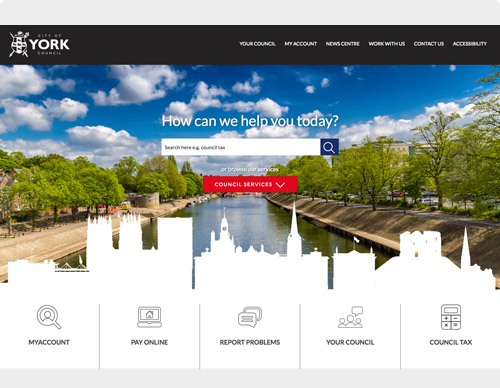 CITY OF
YORK
COUNCIL
YOUR COUNCIL MY ACCOUNT NEWS CENTRE WORK WITH US CONTACT US ACCESSIBILITY
How can we help you today?
Search here e.g. council tax
or browse our services
COUNCIL SERVICES
MYACCOUNT PAY ONLINE REPORT PROBLEMS YOUR COUNCIL COUNCIL TAX